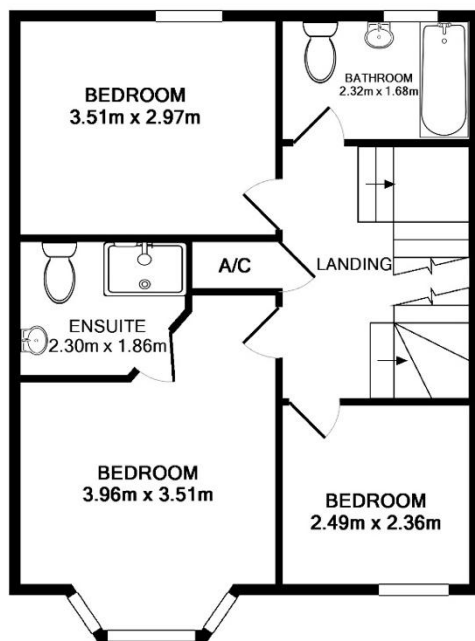 BEDROOM
3.51m x 2.97m
BATHROOM
2.32m x 1.68m
A/C
LANDING
ENSUITE
2.30m x 1.86m
BEDROOM
3.96m x 3.51m
BEDROOM
2.49m x 2.36m